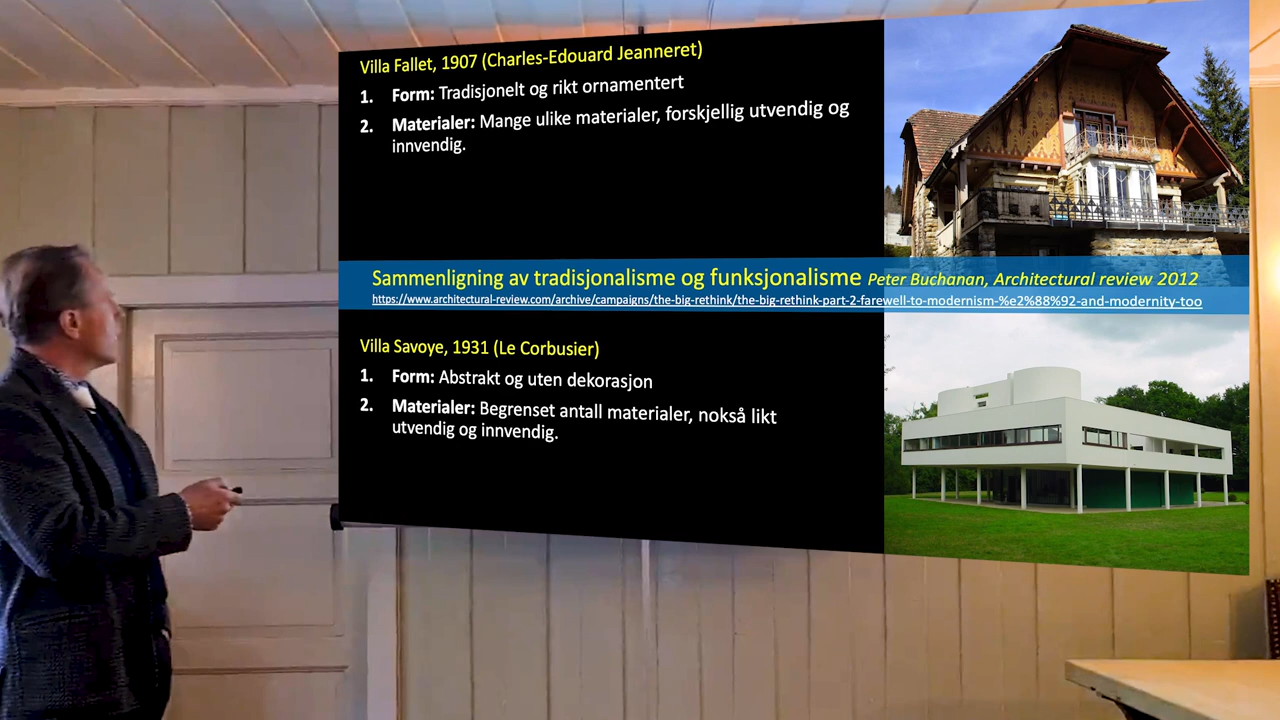 Villa Fallet, 1907 (Charles-Edouard Jeanneret)
1. Form: Tradisjonelt og rikt ornamentert
2. Materialer: Mange ulike materialer, forskjellig utvendig og
innvendig.
Sammenligning av tradisjonalisme og funksjonalisme Peter Buchanan, Architectural review 2012
https://www.architectural-review.com/archive/campaigns/the-big-rethink/the-big-rethink-part-2-farewell-to-modernism-%e2%88%92-and-modernity-too
Villa Savoye, 1931 (Le Corbusier)
1. Form: Abstrakt og uten dekorasjon
2. Materialer: Begrenset antall materialer, nokså likt
utvendig og innvendig.